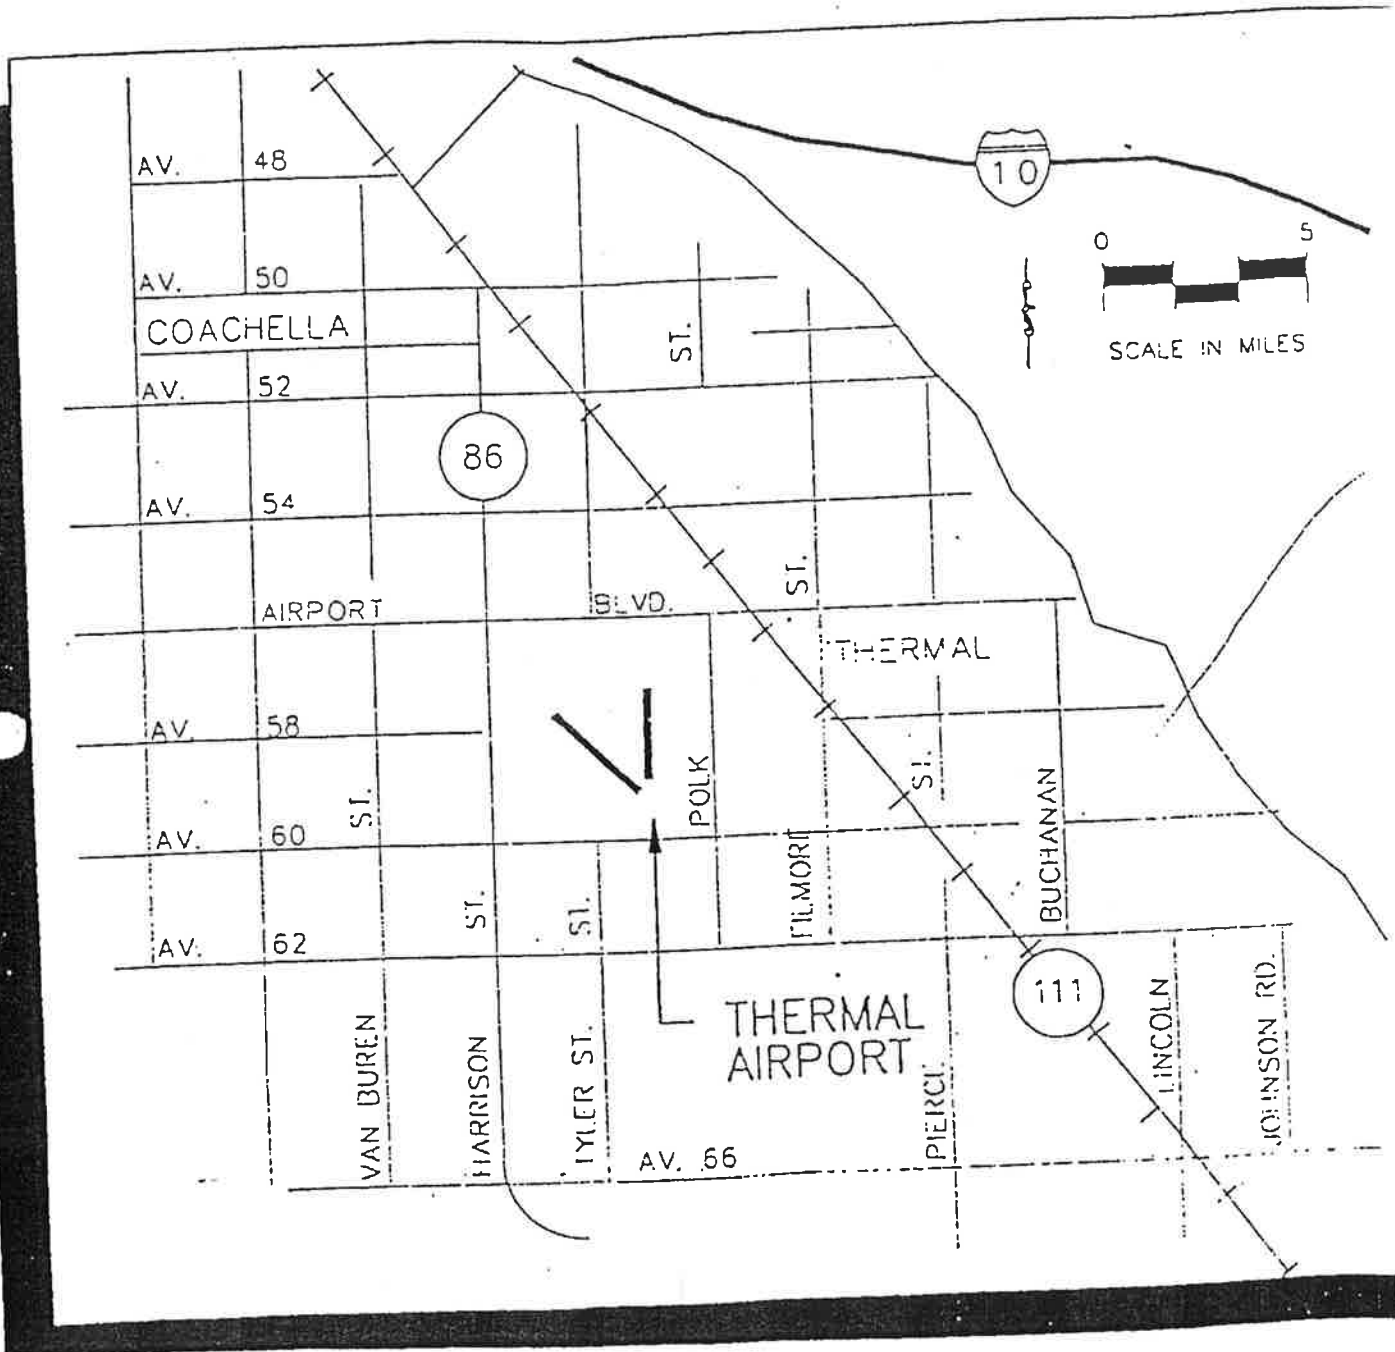 AV. 48
10
0 5
AV. 50
COACHELLA
ST.
SCALE IN MILES
AV. 52
86
AV. 54
ST.
AIRPORT BLVD.
THERMAL
AV. 58
ST.
POLK
ST.
BUCHANAN
AV. 60
FILMORE
ST.
ST.
AV. 62
111
THERMAL
AIRPORT
VAN BUREN
HARRISON
TYLER ST.
PIERCE
LINCOLN
JOHNSON RD.
AV. 66